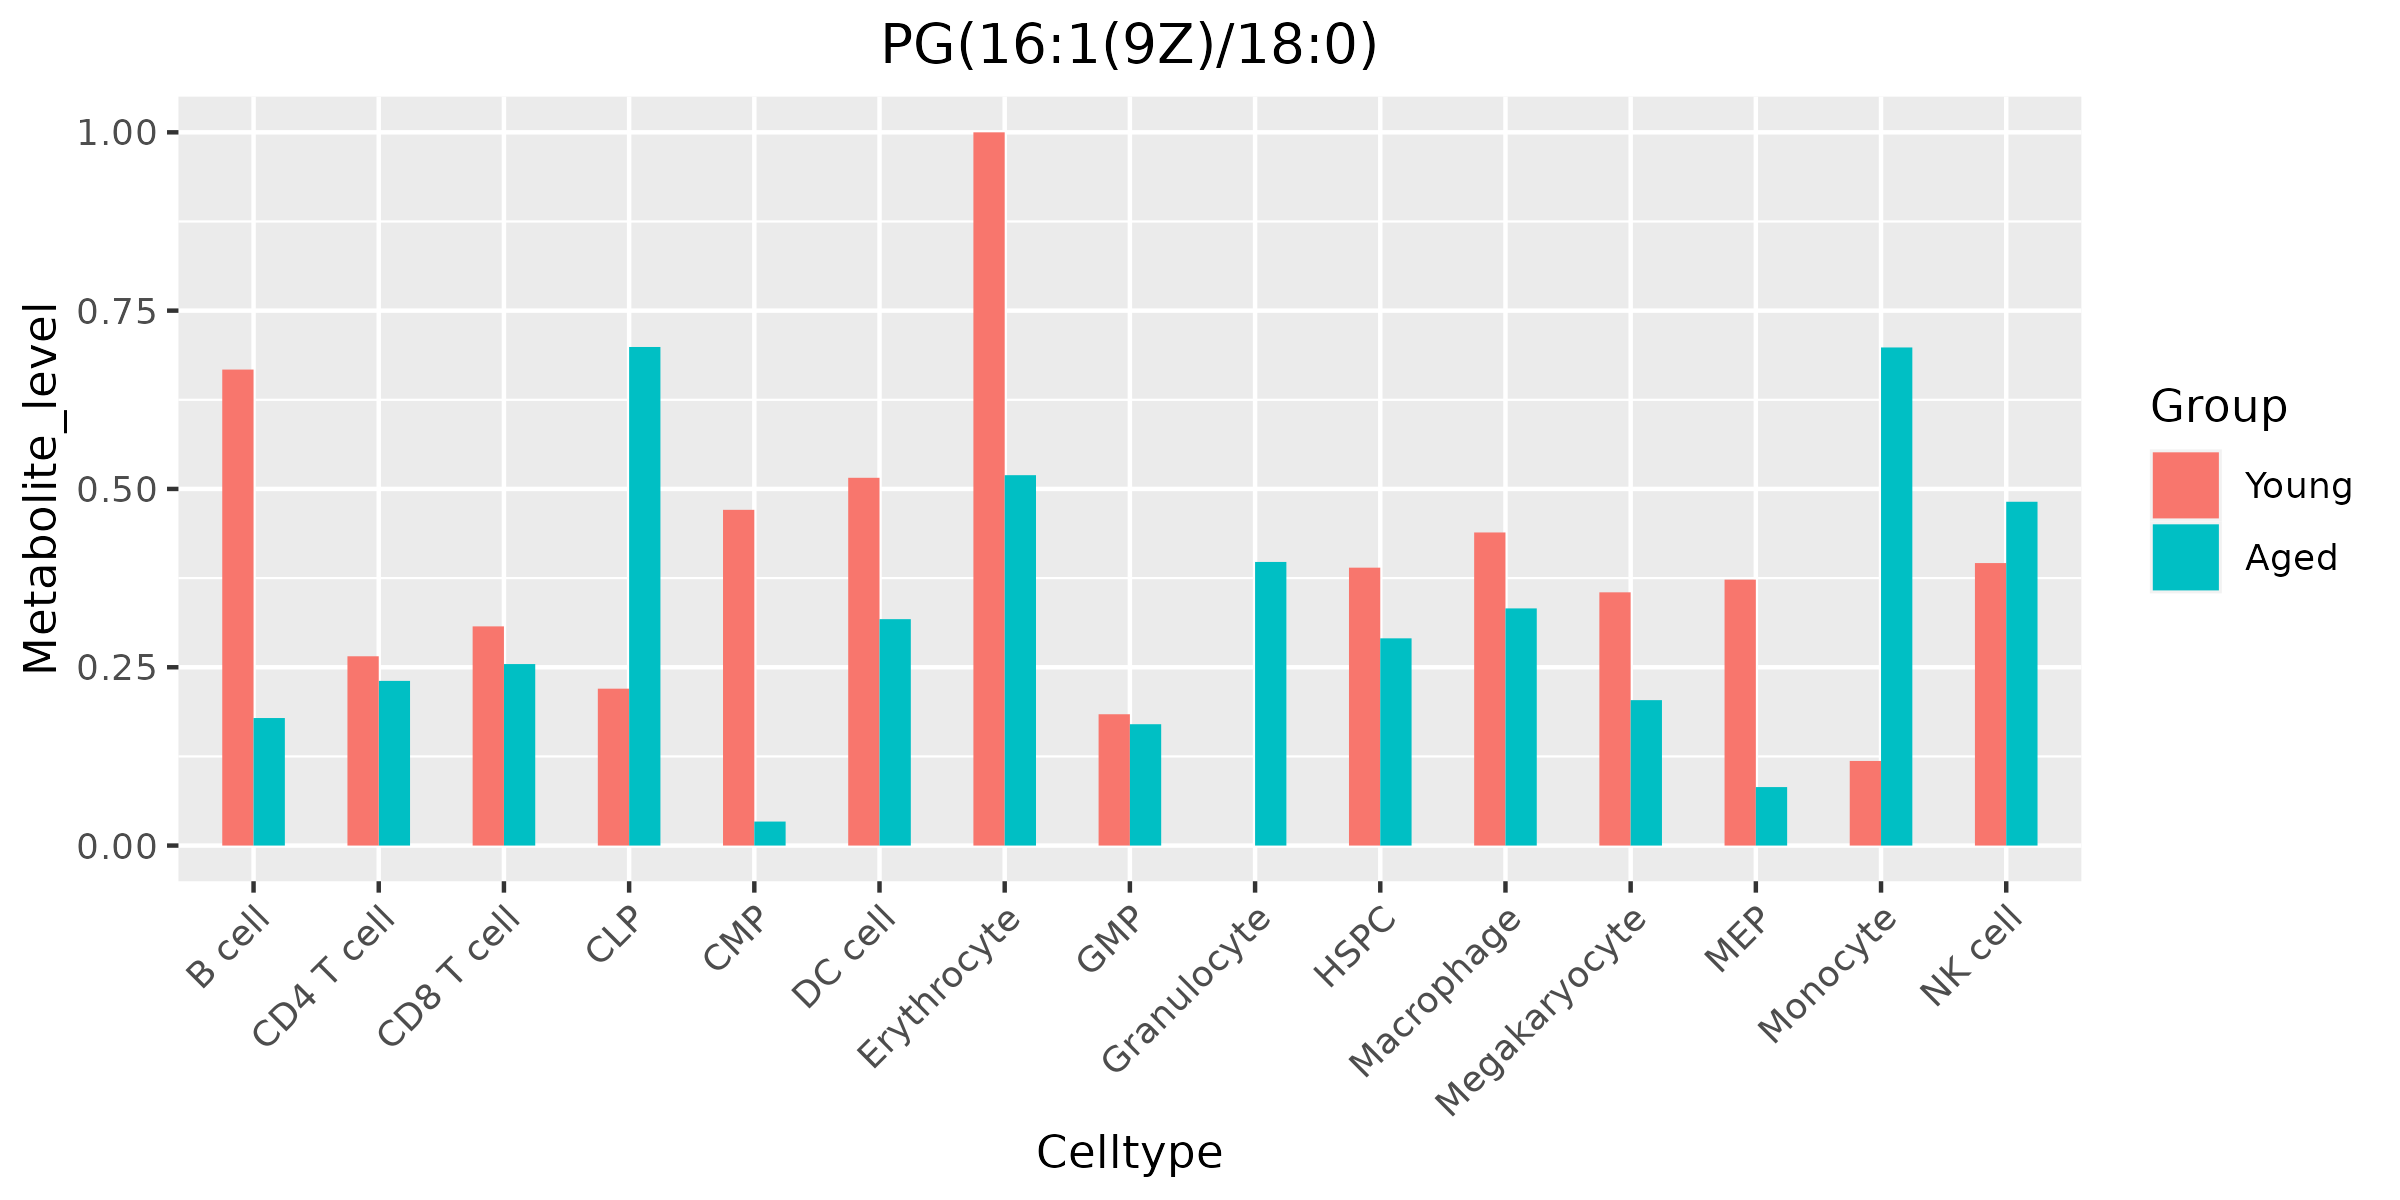 PG(16:1(9Z)/18:0)
Metabolite_level
1.00
0.75
0.50
0.25
0.00
B cell
CD4 T cell
CD8 T cell
CLP
CMP
DC cell
Erythrocyte
GMP
Granulocyte
HSPC
Macrophage
Megakaryocyte
MEP
Monocyte
NK cell
Celltype
Group
Young
Aged